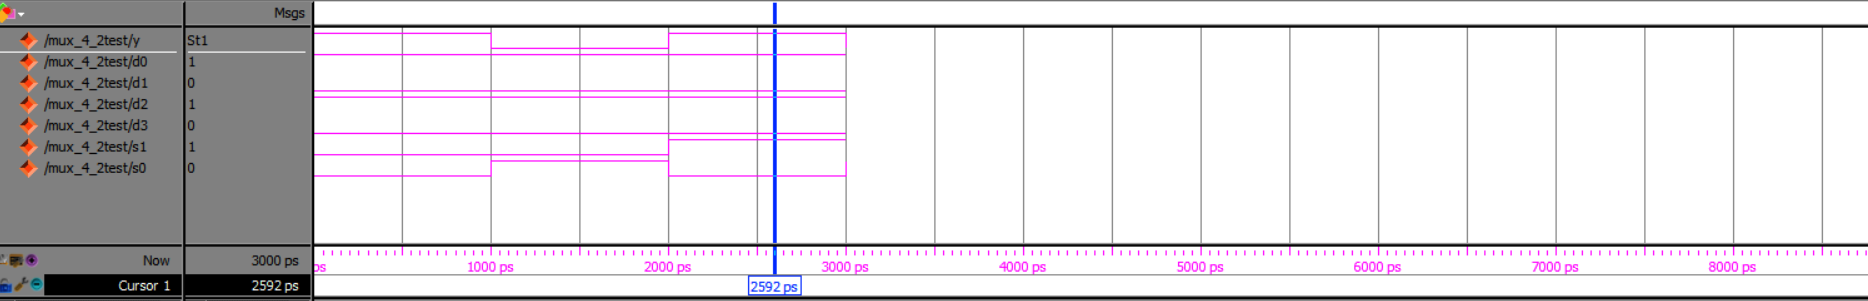 Msgs
/mux_4_2test/y St1
/mux_4_2test/d0 1
/mux_4_2test/d1 0
/mux_4_2test/d2 1
/mux_4_2test/d3 0
/mux_4_2test/s1 1
/mux_4_2test/s0 0
Now 3000 ps ps 1000 ps 2000 ps 3000 ps 4000 ps 5000 ps 6000 ps 7000 ps 8000 ps
Cursor 1 2592 ps 2592 ps